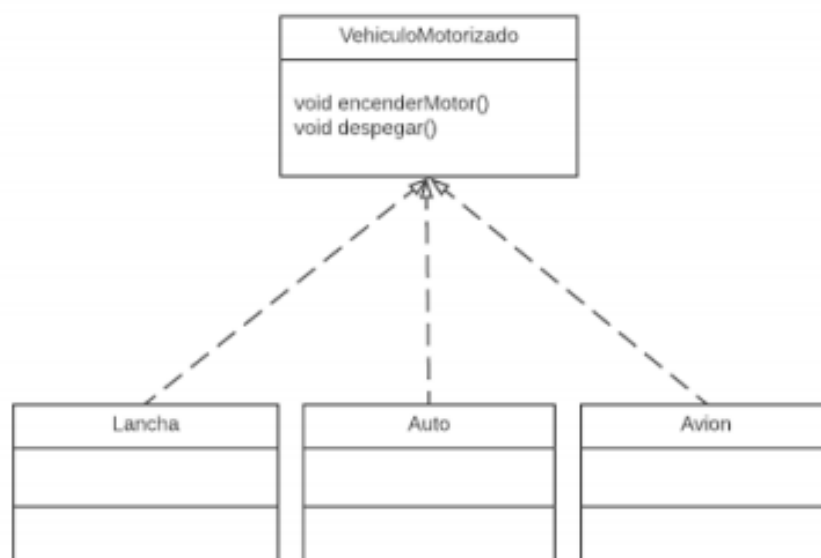 VehiculoMotorizado
void encenderMotor()
void despegar()
Lancha
Auto
Avion